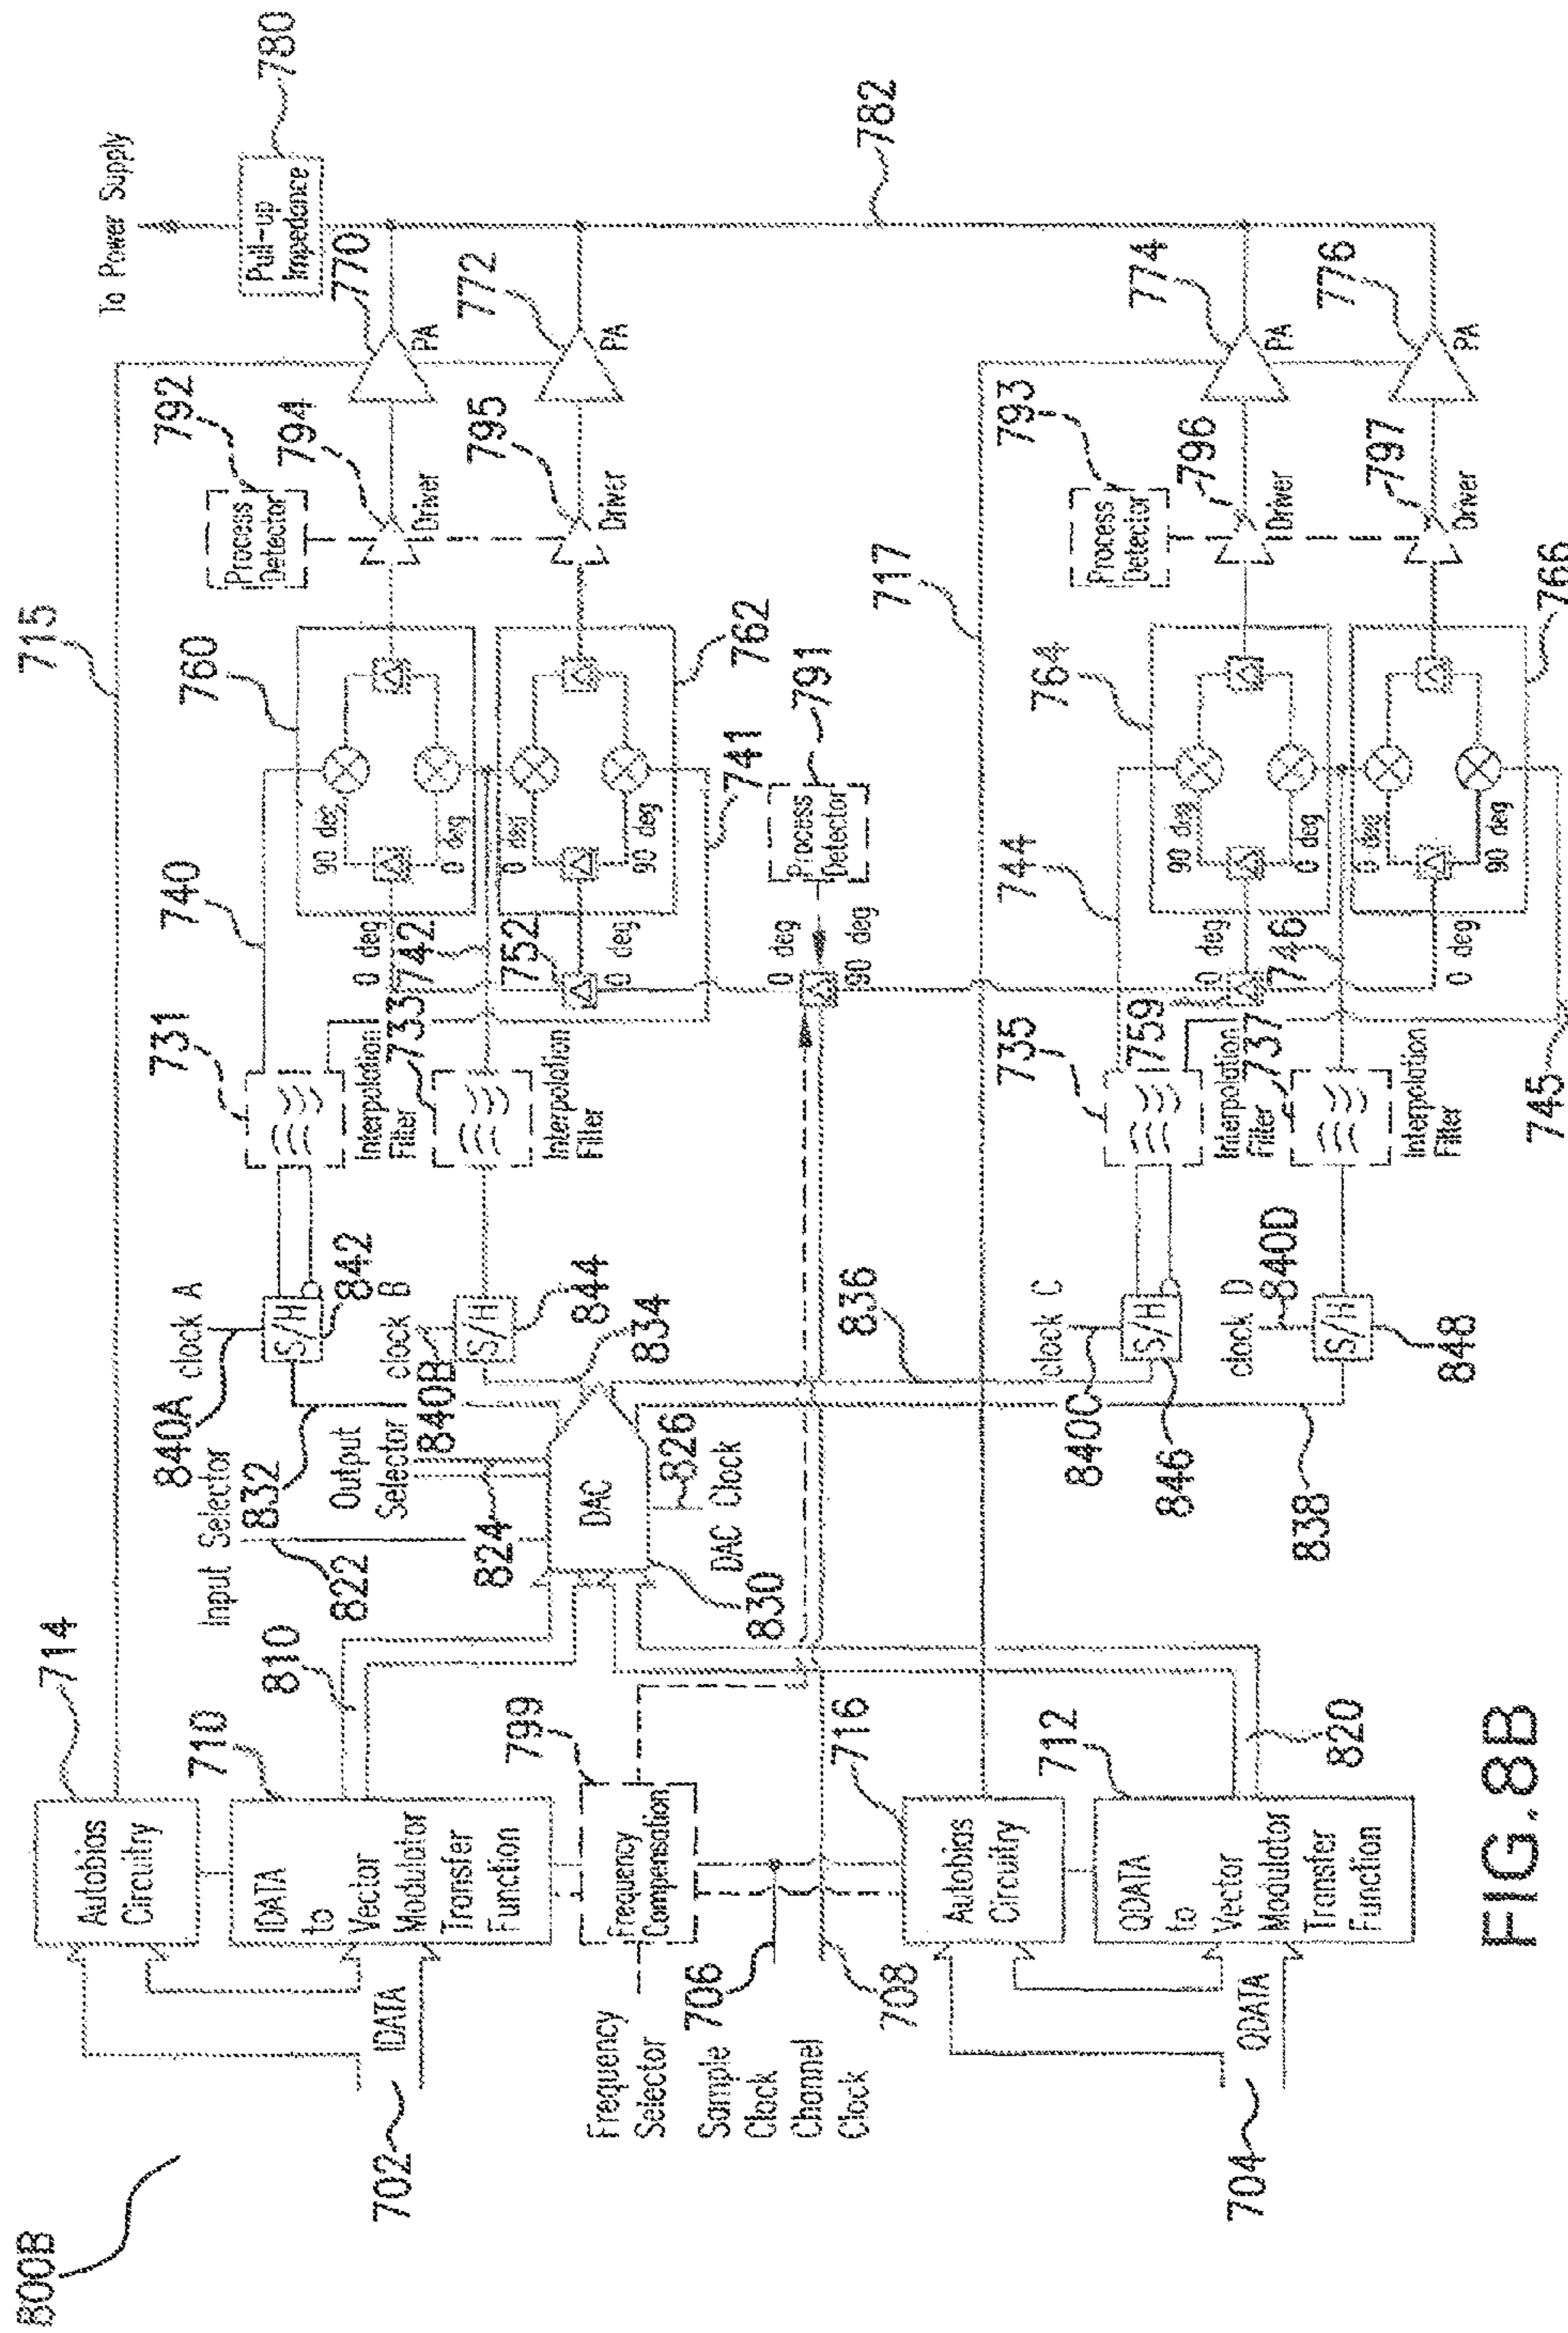 800B
702
IDATA
714
Autobias
Circuitry
715
710
IDATA
to
Vector
Modulator
Transfer
Function
810
Frequency
Selector
799
Frequency
Compensation
Sample
Clock
706
Channel
Clock
708
716
Autobias
Circuitry
717
704
QDATA
712
QDATA
to
Vector
Modulator
Transfer
Function
820
Input Selector
822
Output
Selector
824
DAC
830
DAC Clock
826
832
834
836
838
clock A
840A
S/H
842
clock B
840B
S/H
844
clock C
840C
S/H
846
clock D
840D
S/H
848
731
Interpolation
Filter
733
Interpolation
Filter
735
Interpolation
Filter
737
Interpolation
Filter
740
742
741
744
746
745
752
0 deg
0 deg
759
0 deg
0 deg
0 deg
90 deg
Process
Detector
791
760
90 deg
0 deg
762
0 deg
90 deg
764
90 deg
0 deg
766
0 deg
90 deg
Process
Detector
792
794
Driver
795
Driver
Process
Detector
793
796
Driver
797
Driver
770
PA
772
PA
774
PA
776
PA
To Power Supply
Pull-up
Impedance
780
782
FIG.8B